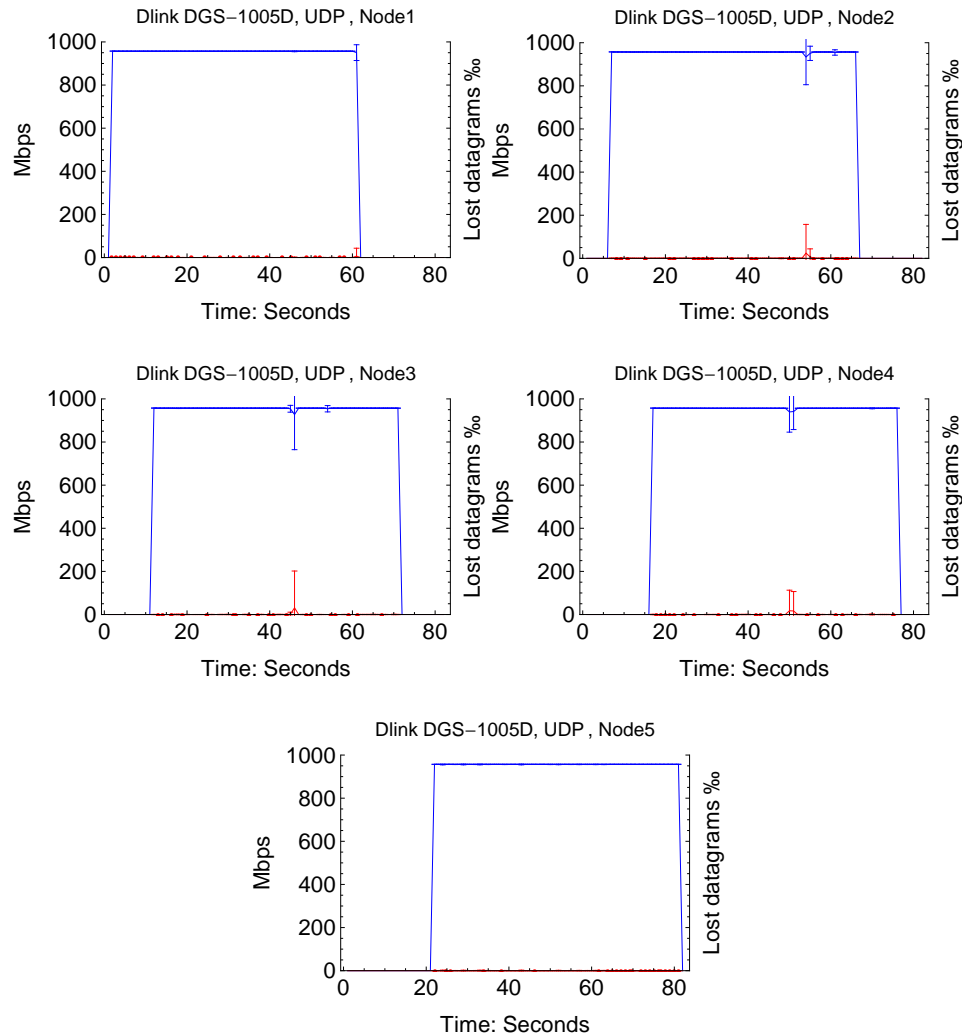 Dlink DGS−1005D, UDP , Node1
1000
800
600
400
200
0
Mbps
Lost datagrams ‰
0 20 40 60 80
Time: Seconds
Dlink DGS−1005D, UDP , Node2
1000
800
600
400
200
0
Mbps
Lost datagrams ‰
0 20 40 60 80
Time: Seconds
Dlink DGS−1005D, UDP , Node3
1000
800
600
400
200
0
Mbps
Lost datagrams ‰
0 20 40 60 80
Time: Seconds
Dlink DGS−1005D, UDP , Node4
1000
800
600
400
200
0
Mbps
Lost datagrams ‰
0 20 40 60 80
Time: Seconds
Dlink DGS−1005D, UDP , Node5
1000
800
600
400
200
0
Mbps
Lost datagrams ‰
0 20 40 60 80
Time: Seconds